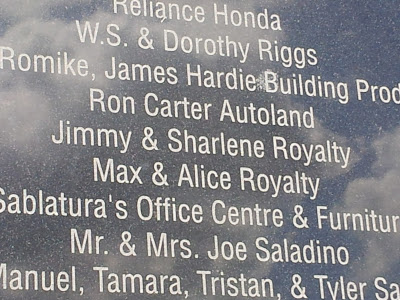 Reliance Honda
W.S. & Dorothy Riggs
Romike, James Hardie Building Prod
Ron Carter Autoland
Jimmy & Sharlene Royalty
Max & Alice Royalty
Sablatura's Office Centre & Furnitur
Mr. & Mrs. Joe Saladino
Manuel, Tamara, Tristan, & Tyler Sa